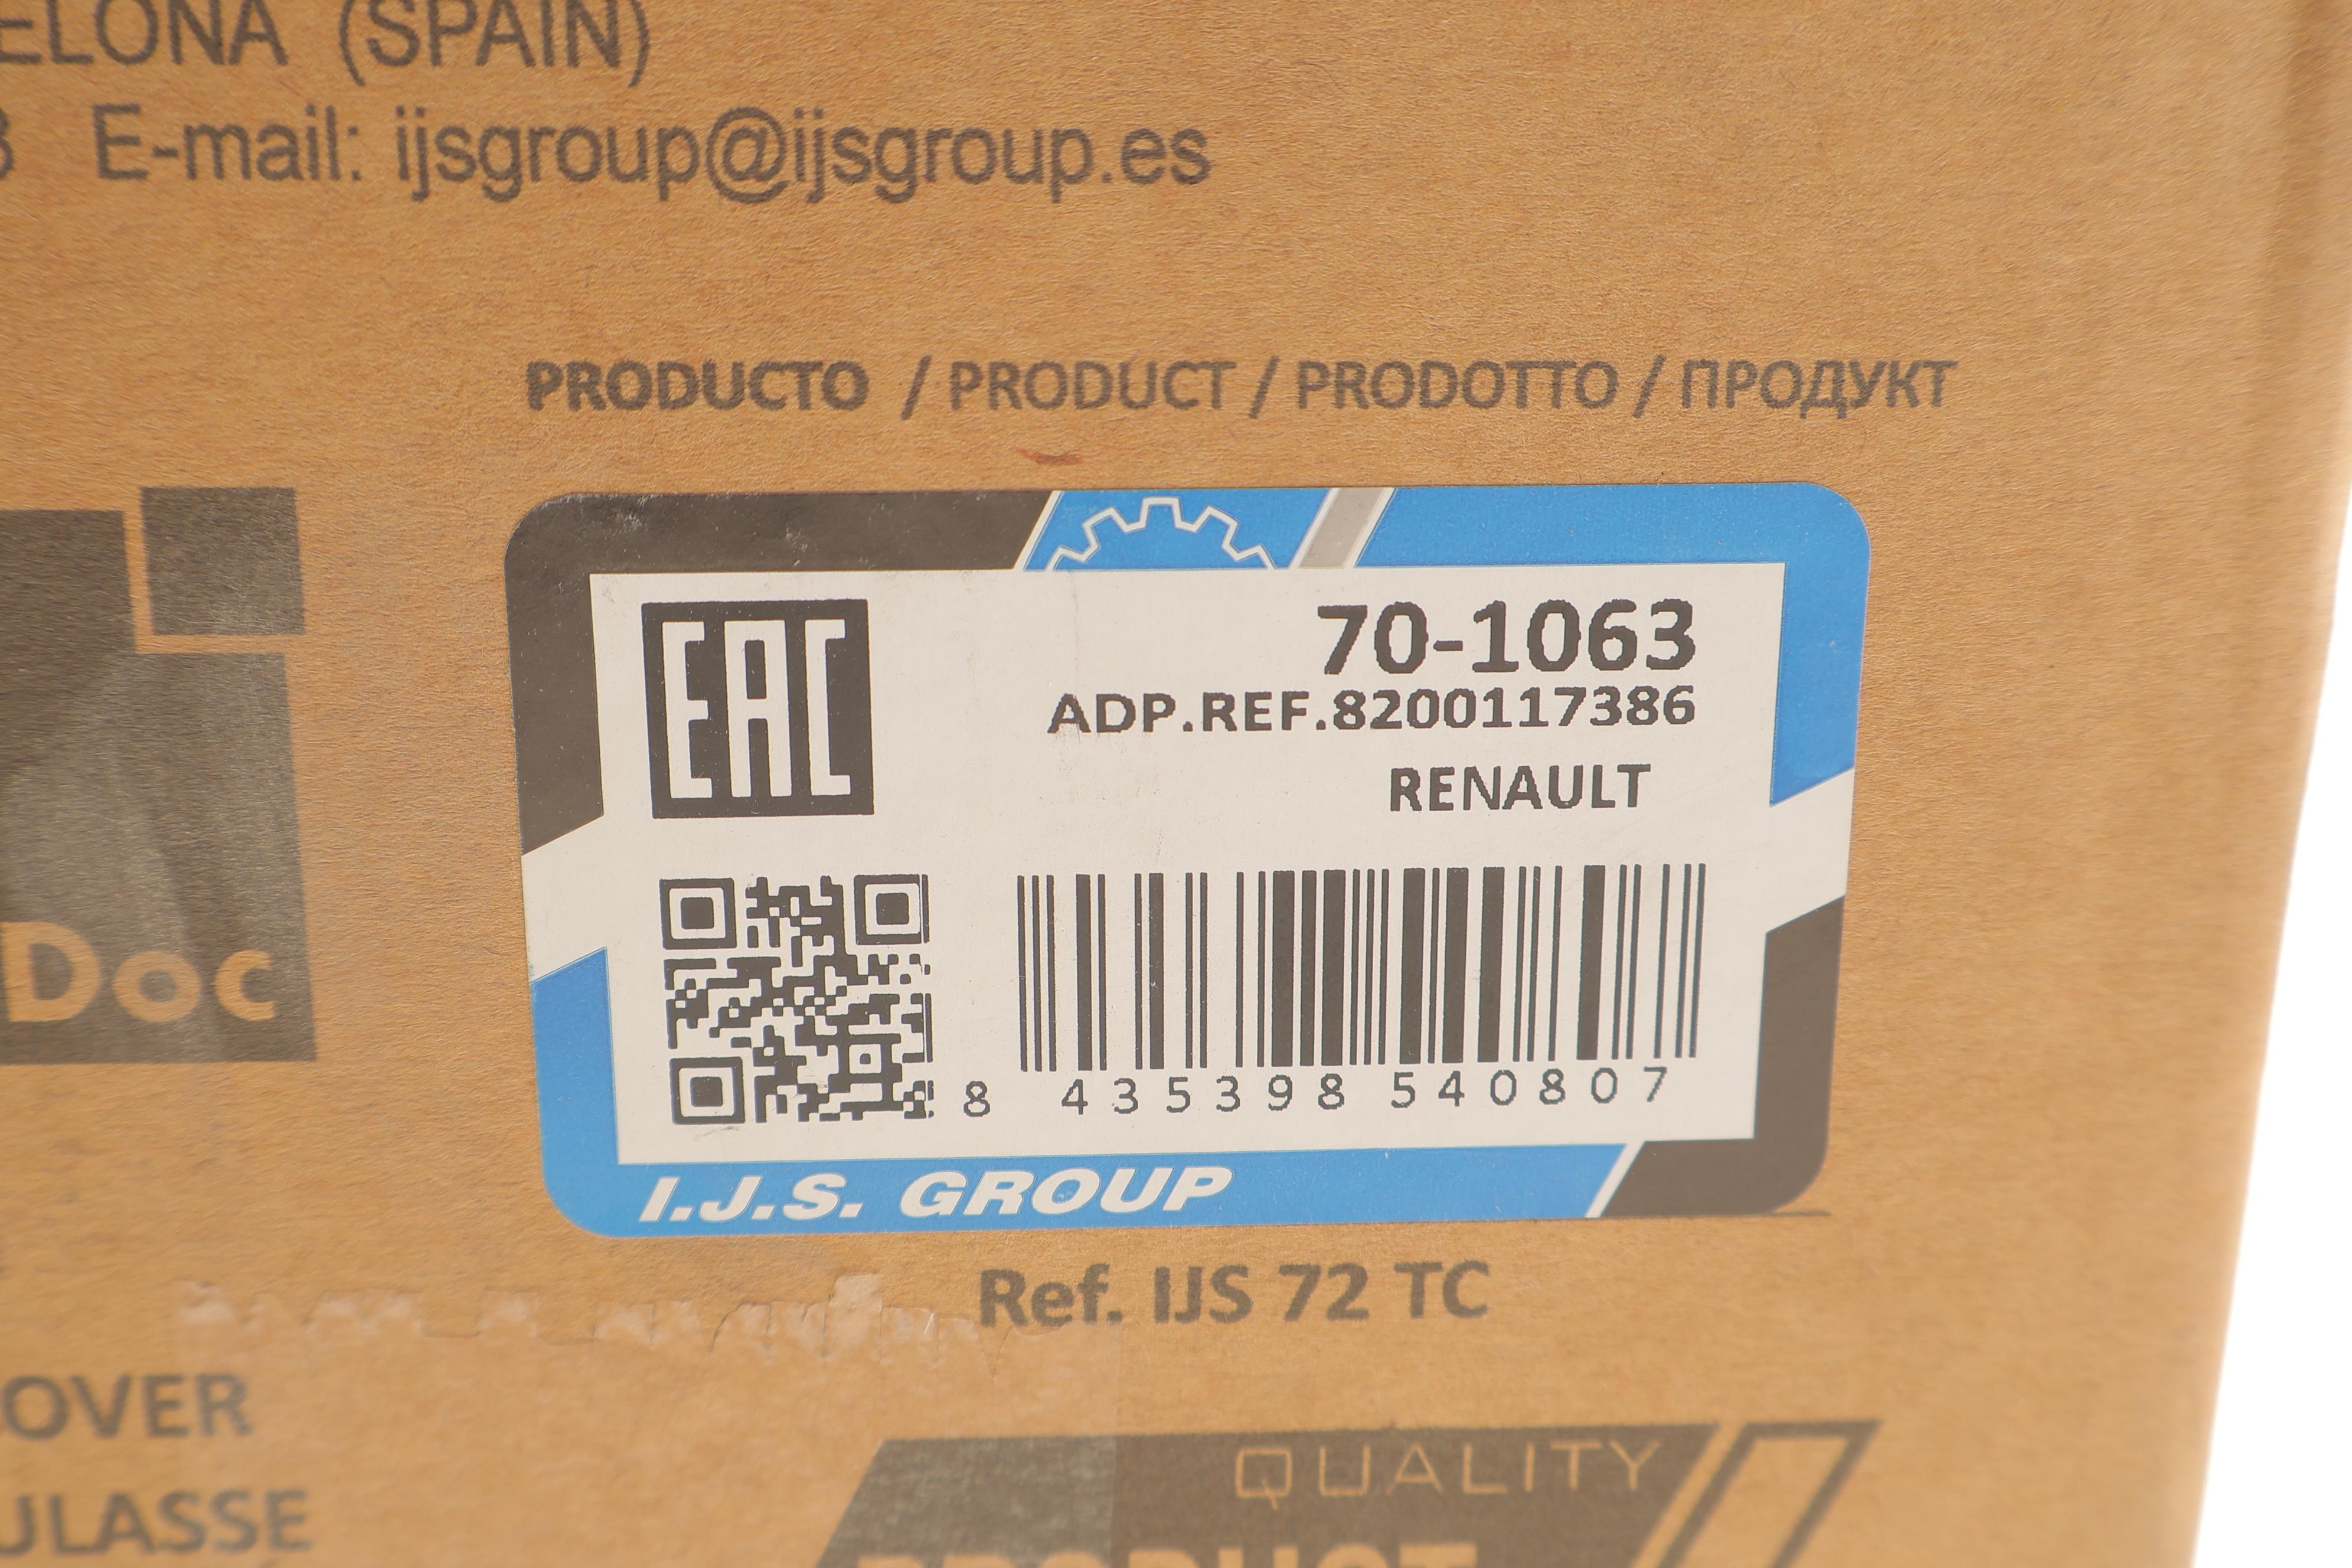 ELONA (SPAIN)
3 E-mail: ijsgroup@ijsgroup.es
PRODUCTO / PRODUCT / PRODOTTO / ПРОДУКТ
Doc
EAC
70-1063
ADP.REF.8200117386
RENAULT
8 435398 540807
I.J.S. GROUP
Ref. IJS 72 TC
OVER
ULASSE
QUALITY
PRODUCT